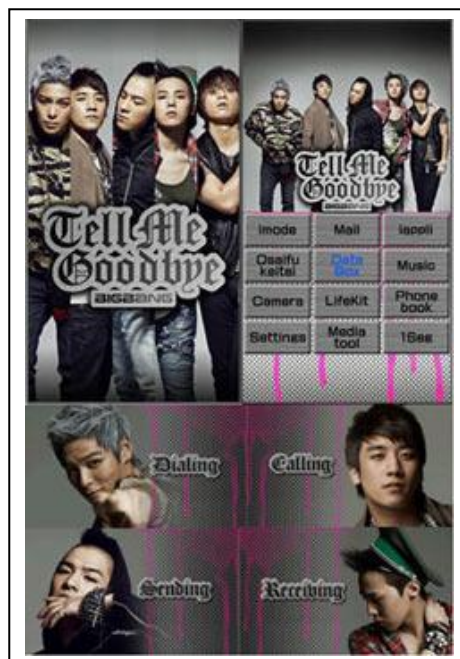 Tell Me
Goodbye
BIGBANG
Tell Me
Goodbye
BIGBANG
imode
Mail
iappli
Osaifu
keitai
Data
Box
Music
Camera
LifeKit
Phone
book
Settings
Media
tool
1Seg
Dialing
Calling
Sending
Receiving